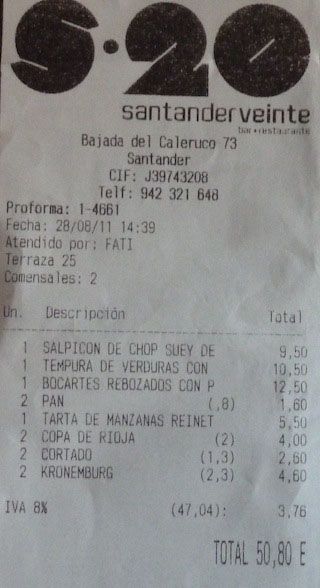 S·20
santanderveinte
bar•restaurante
Bajada del Caleruco 73
Santander
CIF: J39743208
Telf: 942 321 648
Proforma: 1-4661
Fecha: 28/08/11 14:39
Atendido por: FATI
Terraza 25
Comensales: 2
Un. Descripción Total
1 SALPICON DE CHOP SUEY DE 9,50
1 TEMPURA DE VERDURAS CON 10,50
1 BOCARTES REBOZADOS CON P 12,50
2 PAN (,8) 1,60
1 TARTA DE MANZANAS REINET 5,50
2 COPA DE RIOJA (2) 4,00
2 CORTADO (1,3) 2,60
2 KRONEMBURG (2,3) 4,60
IVA 8% (47,04): 3,76
TOTAL 50,80 E